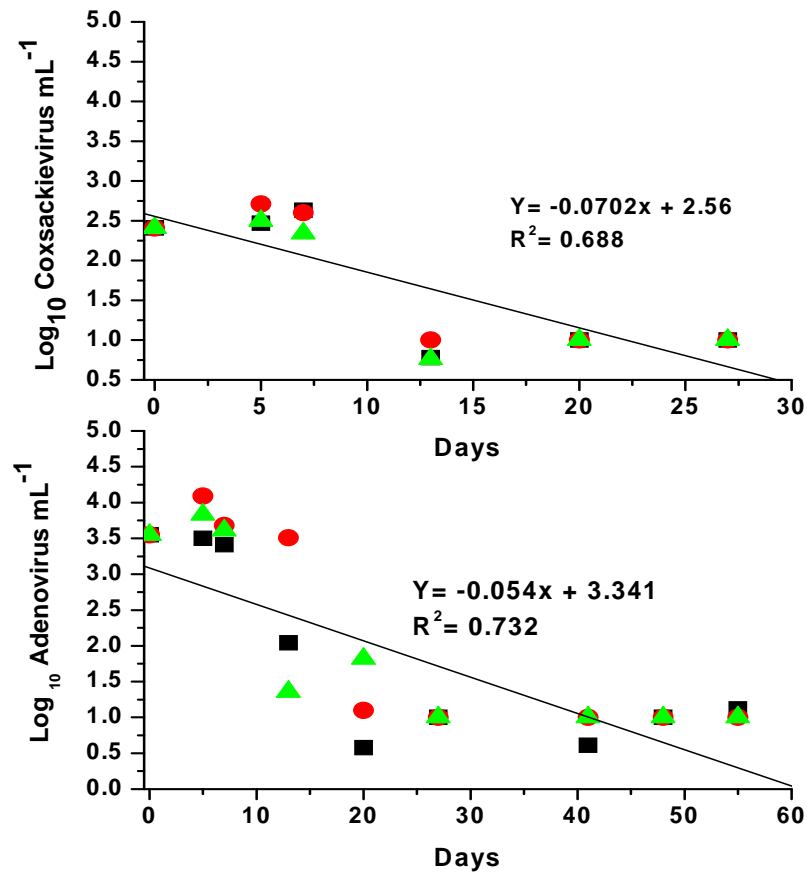 Log10 Coxsackievirus mL-1
5.0
4.5
4.0
3.5
3.0
2.5
2.0
1.5
1.0
0.5
Y= -0.0702x + 2.56
R2= 0.688
0 5 10 15 20 25 30
Days
Log 10 Adenovirus mL-1
5.0
4.5
4.0
3.5
3.0
2.5
2.0
1.5
1.0
0.5
0.0
Y= -0.054x + 3.341
R2= 0.732
0 10 20 30 40 50 60
Days